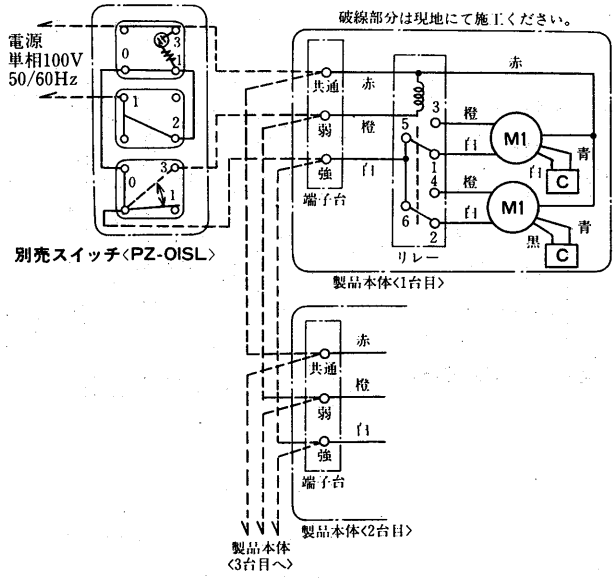 破線部分は現地にて施工ください。
電源
単相100V
50/60Hz
0
3
1
1
2
0
3
1
別売スイッチ〈PZ-01SL〉
共通
弱
強
端子台
赤
橙
白
赤
5
3
1
4
6
2
リレー
橙
白
橙
白
M1
M1
青
白
C
青
黒
C
製品本体〈1台目〉
共通
弱
強
端子台
赤
橙
白
製品本体〈2台目〉
製品本体
〈3台目へ〉